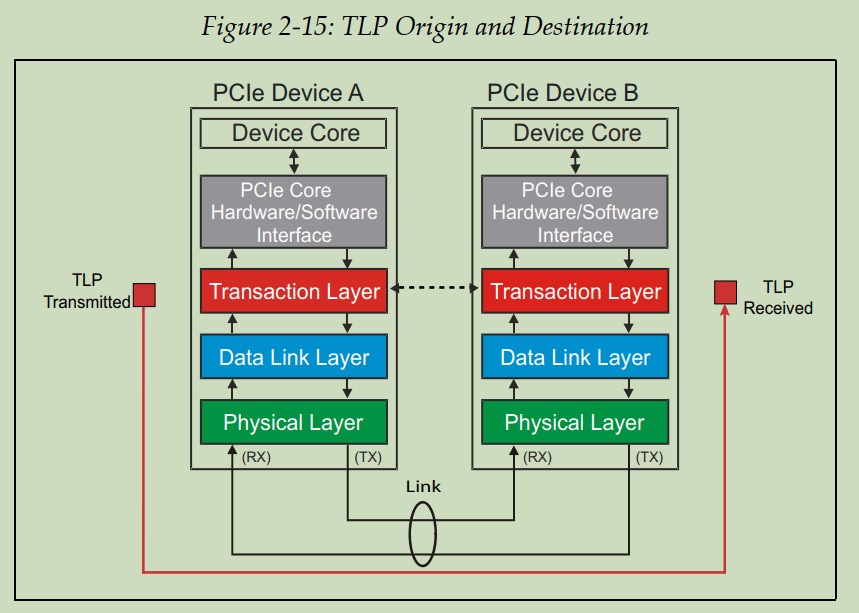 Figure 2-15: TLP Origin and Destination
PCIe Device A
Device Core
PCIe Core
Hardware/Software
Interface
Transaction Layer
Data Link Layer
Physical Layer
(RX)
(TX)
PCIe Device B
Device Core
PCIe Core
Hardware/Software
Interface
Transaction Layer
Data Link Layer
Physical Layer
(RX)
(TX)
TLP
Transmitted
TLP
Received
Link